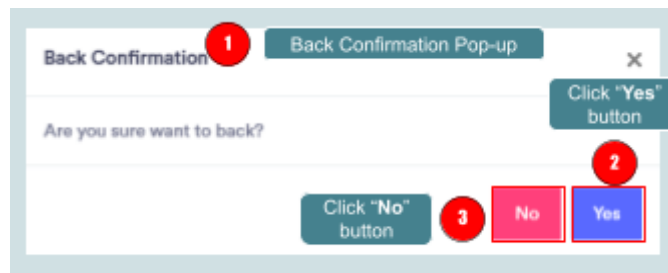 Back Confirmation
1
Back Confirmation Pop-up
×
Click "Yes"
button
Are you sure want to back?
2
Click "No"
button
3
No
Yes